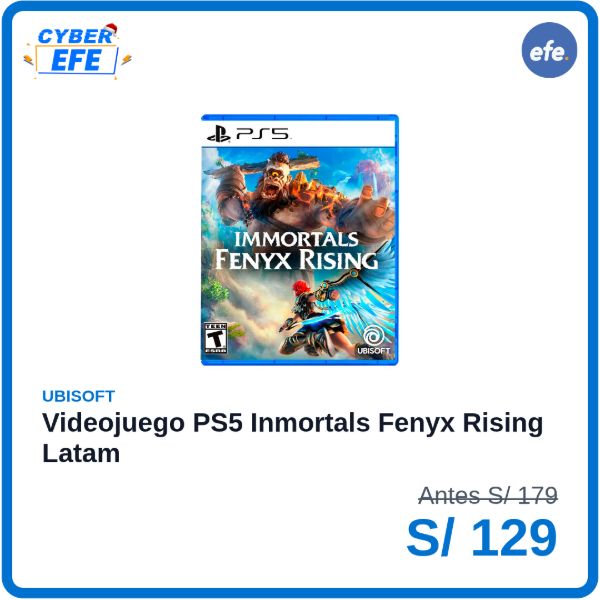 CYBER
EFE
efe.
PS5
IMMORTALS
FENYX RISING
TEEN
T
ESRB
UBISOFT
UBISOFT
Videojuego PS5 Inmortals Fenyx Rising
Latam
Antes S/ 179
S/ 129